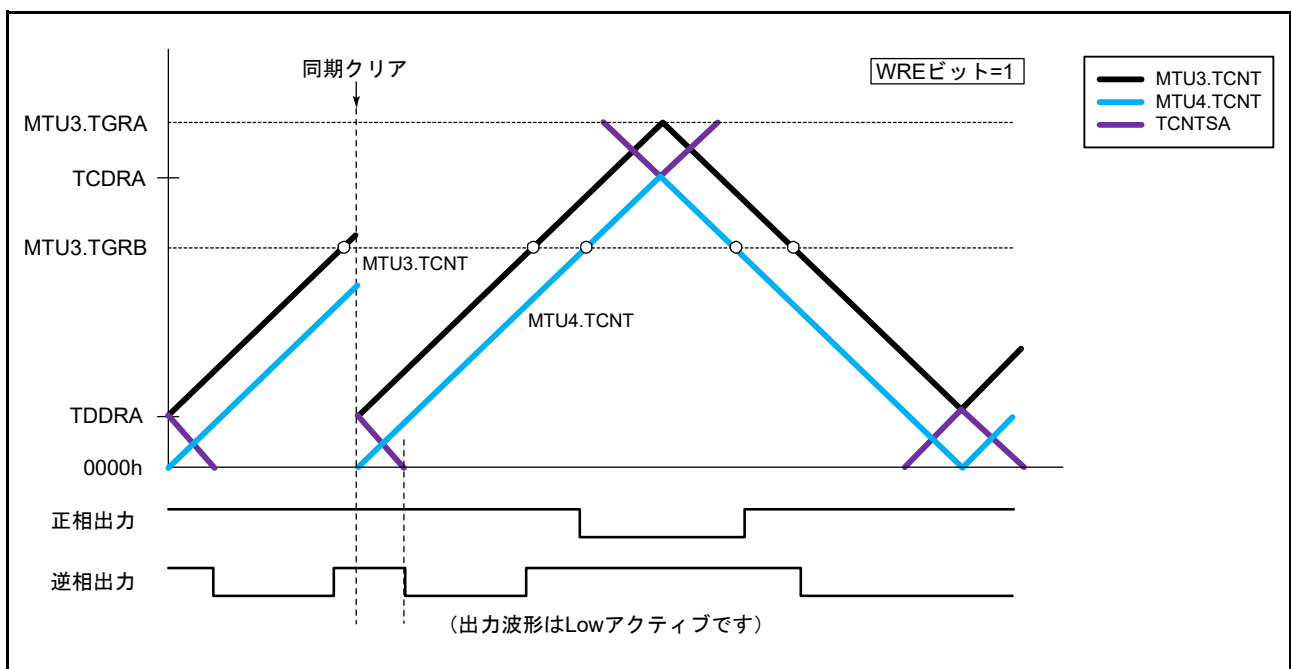 同期クリア
WREビット=1
MTU3.TCNT
MTU4.TCNT
TCNTSA
MTU3.TGRA
TCDRA
MTU3.TGRB
MTU3.TCNT
MTU4.TCNT
TDDRA
0000h
正相出力
逆相出力
（出力波形はLowアクティブです）